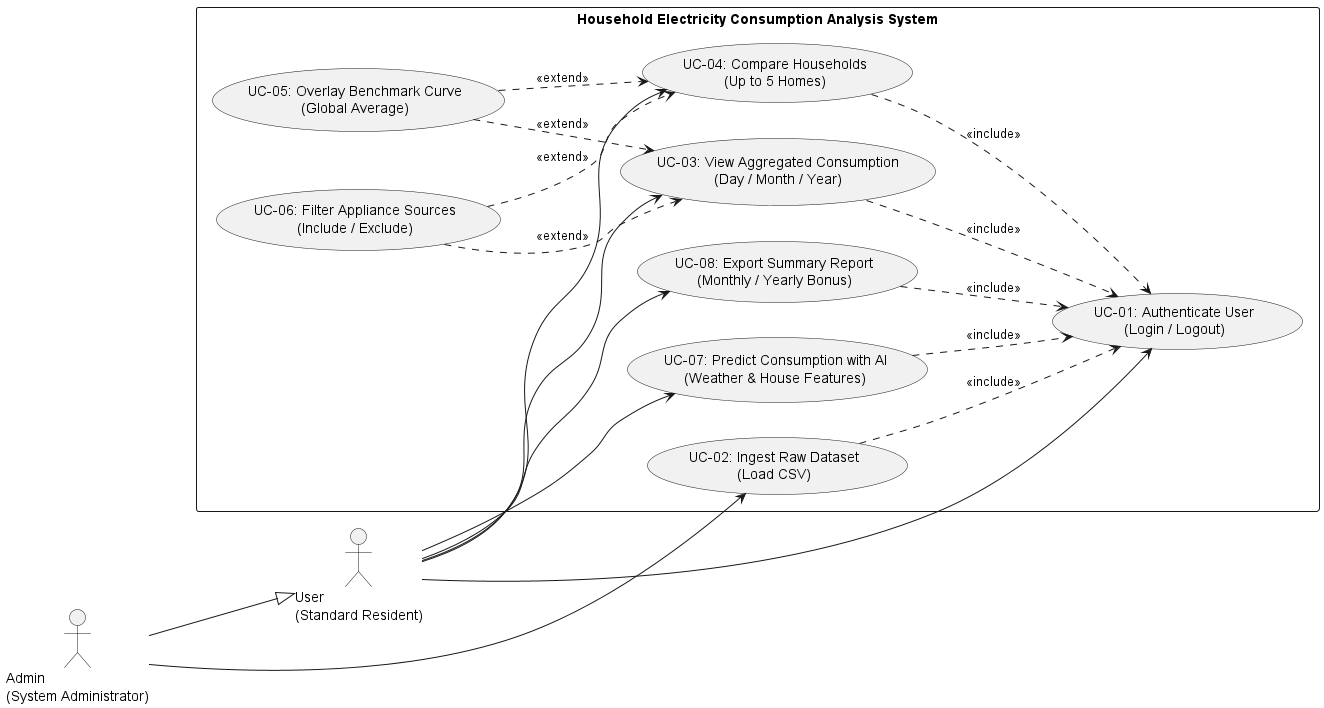 Household Electricity Consumption Analysis System
UC-05: Overlay Benchmark Curve
(Global Average)
UC-06: Filter Appliance Sources
(Include / Exclude)
«extend»
«extend»
«extend»
«extend»
UC-04: Compare Households
(Up to 5 Homes)
UC-03: View Aggregated Consumption
(Day / Month / Year)
UC-08: Export Summary Report
(Monthly / Yearly Bonus)
UC-07: Predict Consumption with AI
(Weather & House Features)
UC-02: Ingest Raw Dataset
(Load CSV)
«include»
«include»
«include»
«include»
«include»
UC-01: Authenticate User
(Login / Logout)
User
(Standard Resident)
Admin
(System Administrator)